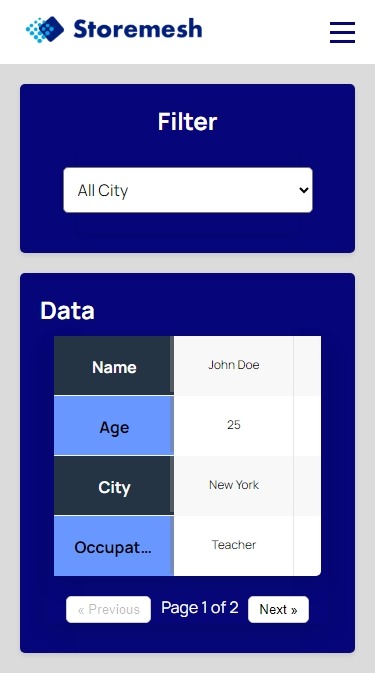 Storemesh
Filter
All City
Data
Name John Doe
Age 25
City New York
Occupat... Teacher
« Previous Page 1 of 2 Next »